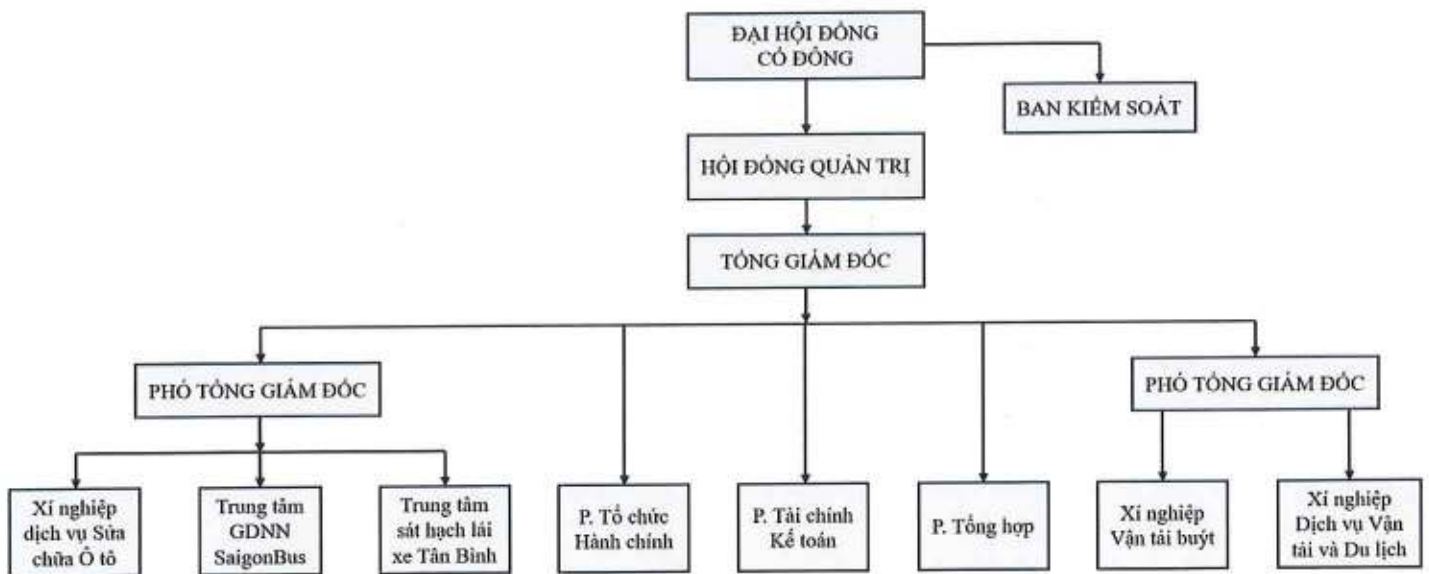 ĐẠI HỘI ĐỒNG
CỔ ĐÔNG
BAN KIỂM SOÁT
HỘI ĐỒNG QUẢN TRỊ
TỔNG GIÁM ĐỐC
PHÓ TỔNG GIÁM ĐỐC
PHÓ TỔNG GIÁM ĐỐC
Xí nghiệp
dịch vụ Sửa
chữa Ô tô
Trung tâm
GDNN
SaigonBus
Trung tâm
sát hạch lái
xe Tân Bình
P. Tổ chức
Hành chính
P. Tài chính
Kế toán
P. Tổng hợp
Xí nghiệp
Vận tải buýt
Xí nghiệp
Dịch vụ Vận
tải và Du lịch